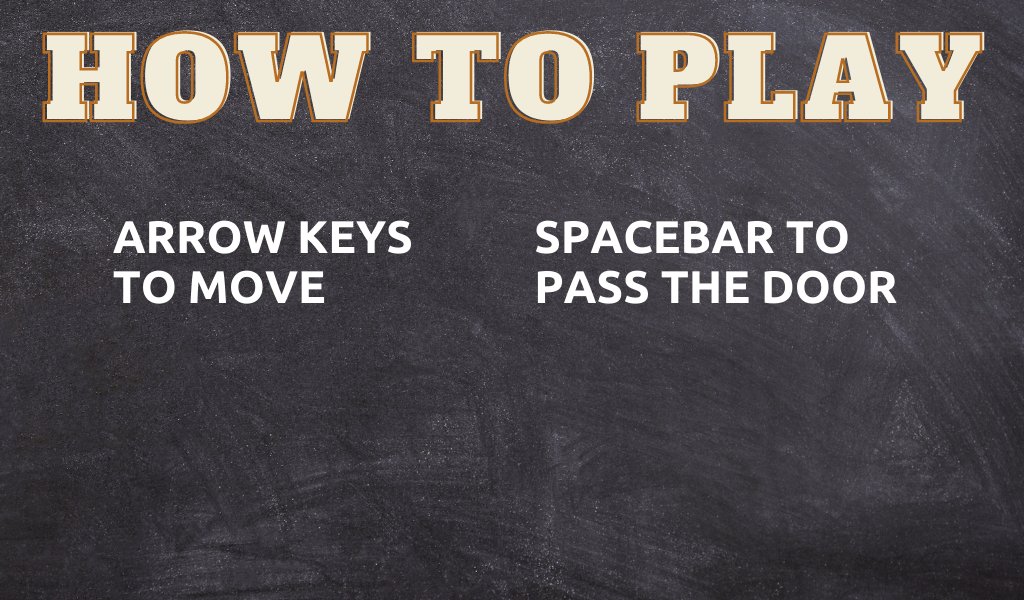 HOW TO PLAY
ARROW KEYS
TO MOVE
SPACEBAR TO
PASS THE DOOR